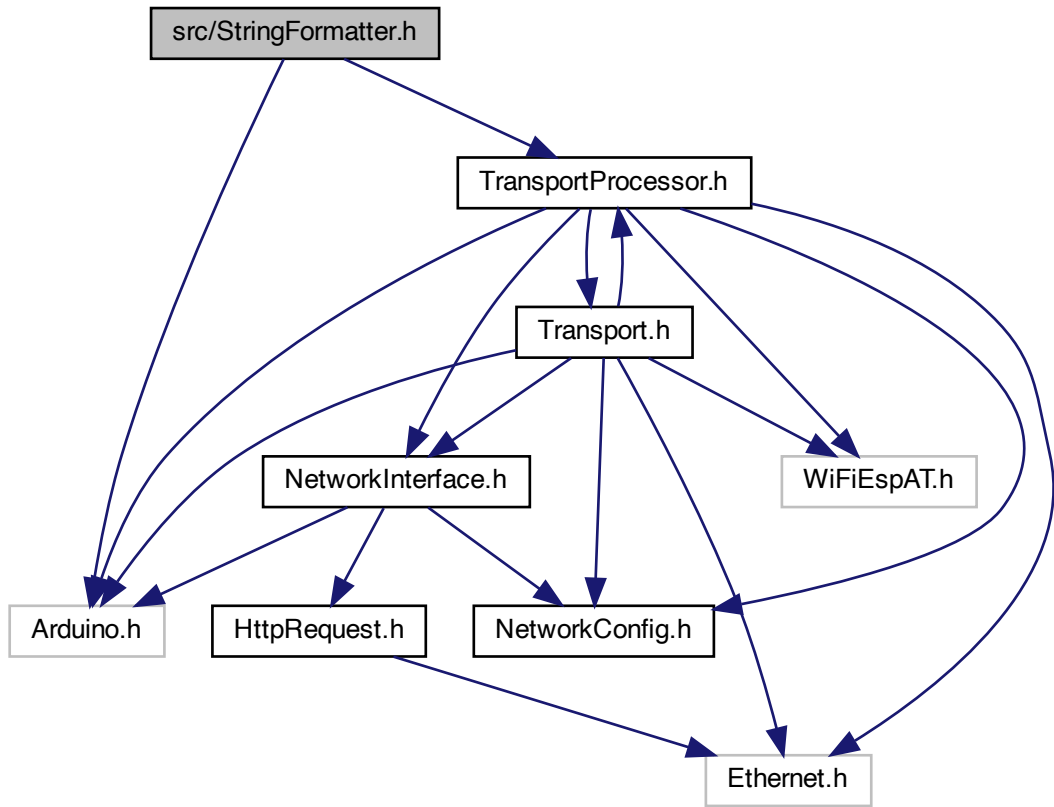 src/StringFormatter.h
TransportProcessor.h
Transport.h
NetworkInterface.h
WiFiEspAT.h
Arduino.h
HttpRequest.h
NetworkConfig.h
Ethernet.h